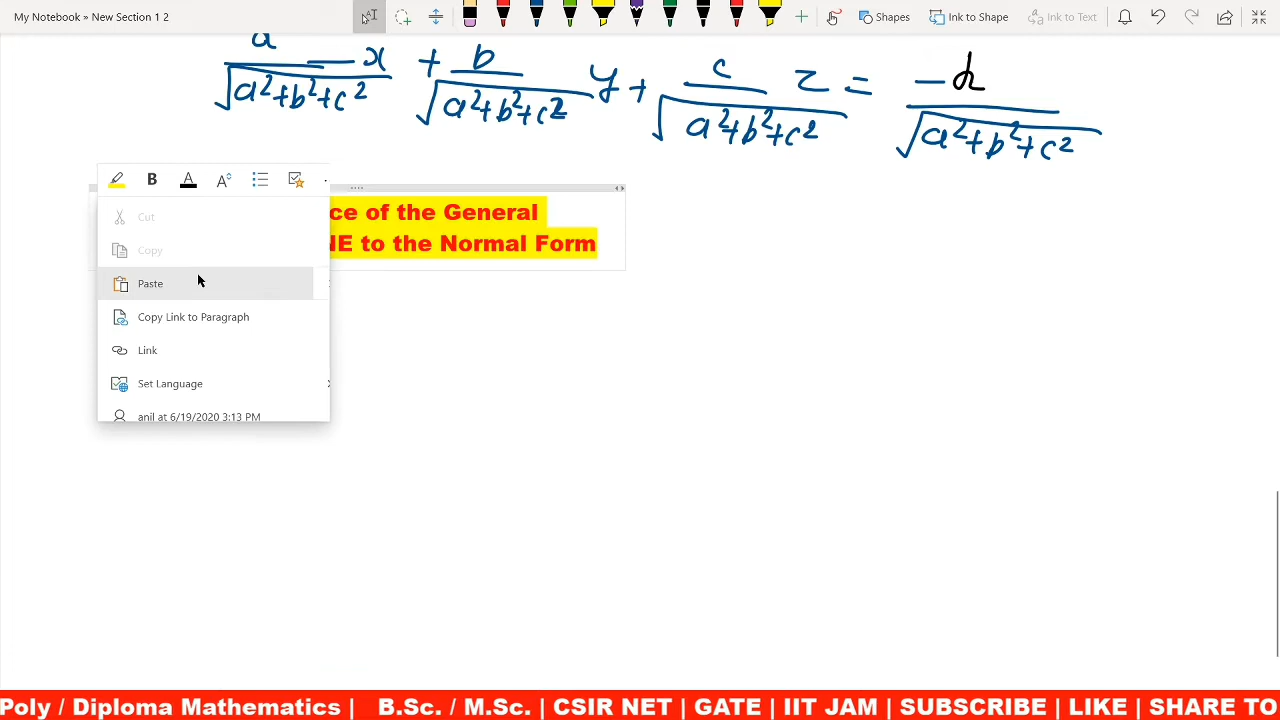 My Notebook » New Section 1 2
Shapes
Ink to Shape
Ink to Text
a/√(a²+b²+c²) x + b/√(a²+b²+c²) y + c/√(a²+b²+c²) z = -d/√(a²+b²+c²)
B A A
Cut
ce of the General
NE to the Normal Form
Copy
Paste
Copy Link to Paragraph
Link
Set Language
anil at 6/19/2020 3:13 PM
Poly / Diploma Mathematics | B.Sc. / M.Sc. | CSIR NET | GATE | IIT JAM | SUBSCRIBE | LIKE | SHARE TO